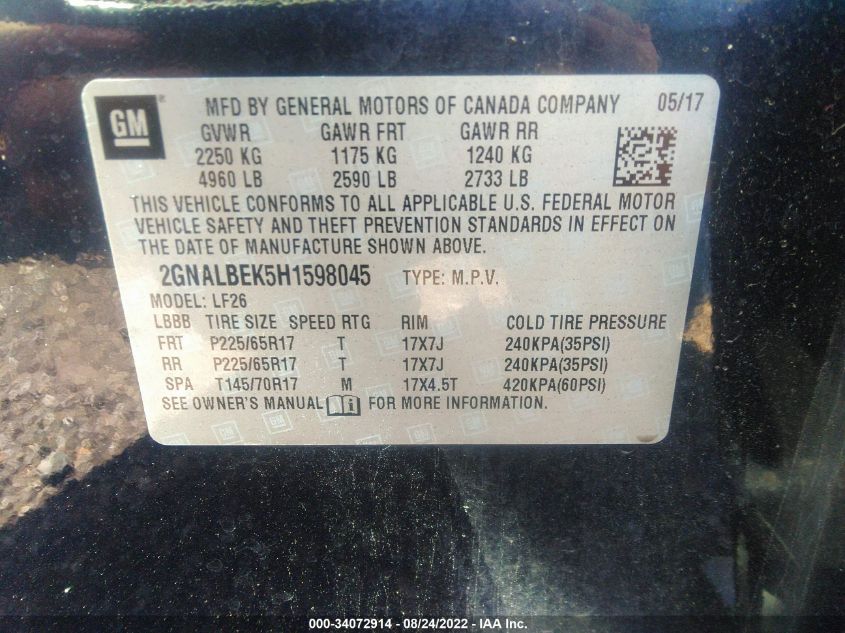 GM ® MFD BY GENERAL MOTORS OF CANADA COMPANY 05/17
GVWR GAWR FRT GAWR RR
2250 KG 1175 KG 1240 KG
4960 LB 2590 LB 2733 LB
THIS VEHICLE CONFORMS TO ALL APPLICABLE U.S. FEDERAL MOTOR
VEHICLE SAFETY AND THEFT PREVENTION STANDARDS IN EFFECT ON
THE DATE OF MANUFACTURE SHOWN ABOVE.
2GNALBEK5H1598045 TYPE: M.P.V.
MODEL: LF26
LBBB TIRE SIZE SPEED RTG RIM COLD TIRE PRESSURE
FRT P225/65R17 T 17X7J 240KPA(35PSI)
RR P225/65R17 T 17X7J 240KPA(35PSI)
SPA T145/70R17 M 17X4.5T 420KPA(60PSI)
SEE OWNER'S MANUAL i FOR MORE INFORMATION.
000-34072914 - 08/24/2022 - IAA Inc.